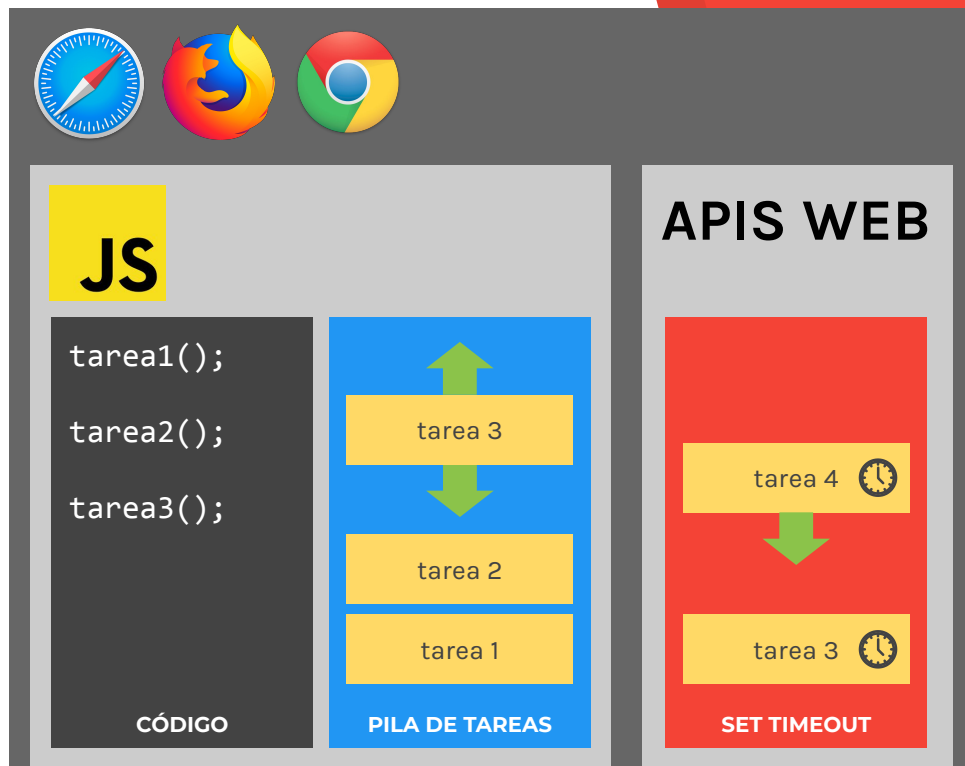 JS
APIS WEB
tarea1();
tarea2();
tarea3();
CÓDIGO
tarea 3
tarea 2
tarea 1
PILA DE TAREAS
tarea 4
tarea 3
SET TIMEOUT